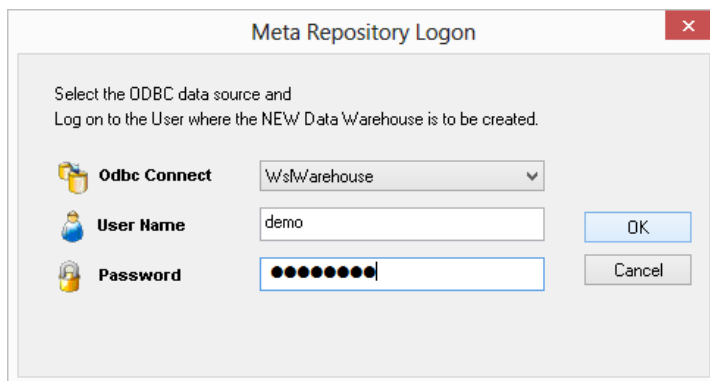 Meta Repository Logon
Select the ODBC data source and
Log on to the User where the NEW Data Warehouse is to be created.
Odbc Connect
WslWarehouse
User Name
demo
OK
Password
●●●●●●●●
Cancel